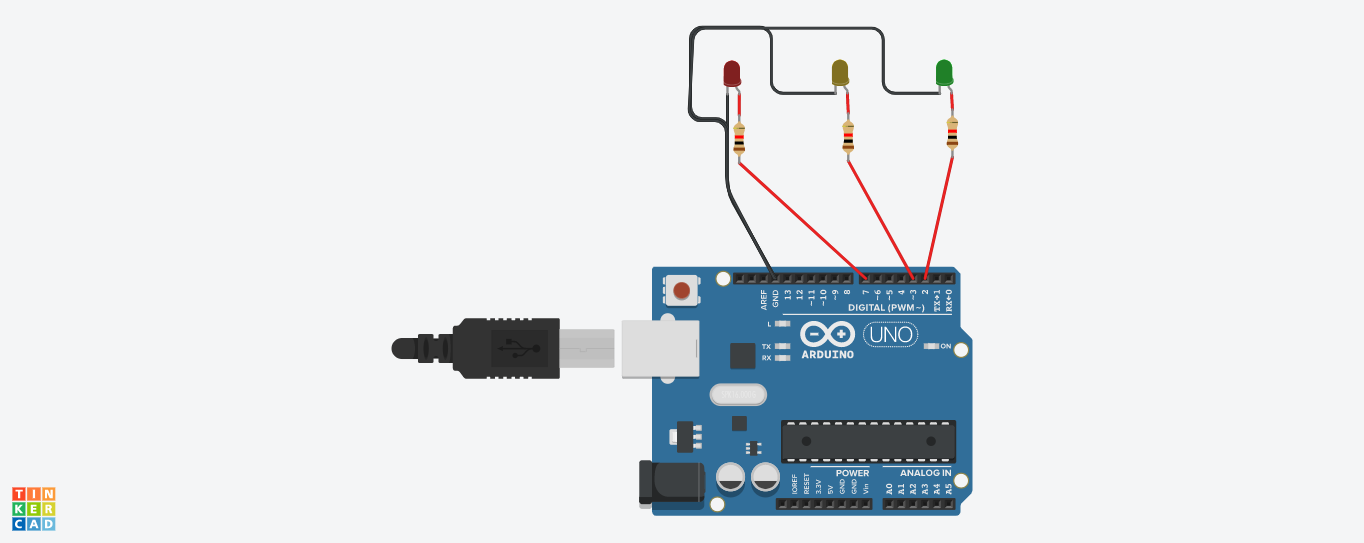 AREF
GND
13
12
~11
~10
~9
8
7
~6
~5
4
~3
2
TX→1
RX←0
DIGITAL (PWM~)
L
TX
RX
ARDUINO
UNO
ON
POWER
ANALOG IN
IOREF
RESET
3.3V
5V
GND
GND
Vin
A0
A1
A2
A3
A4
A5
TIN
KER
CAD